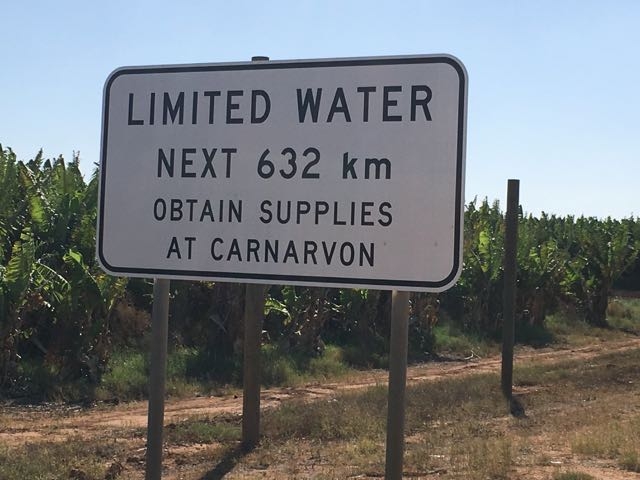 LIMITED WATER
NEXT 632 km
OBTAIN SUPPLIES
AT CARNARVON